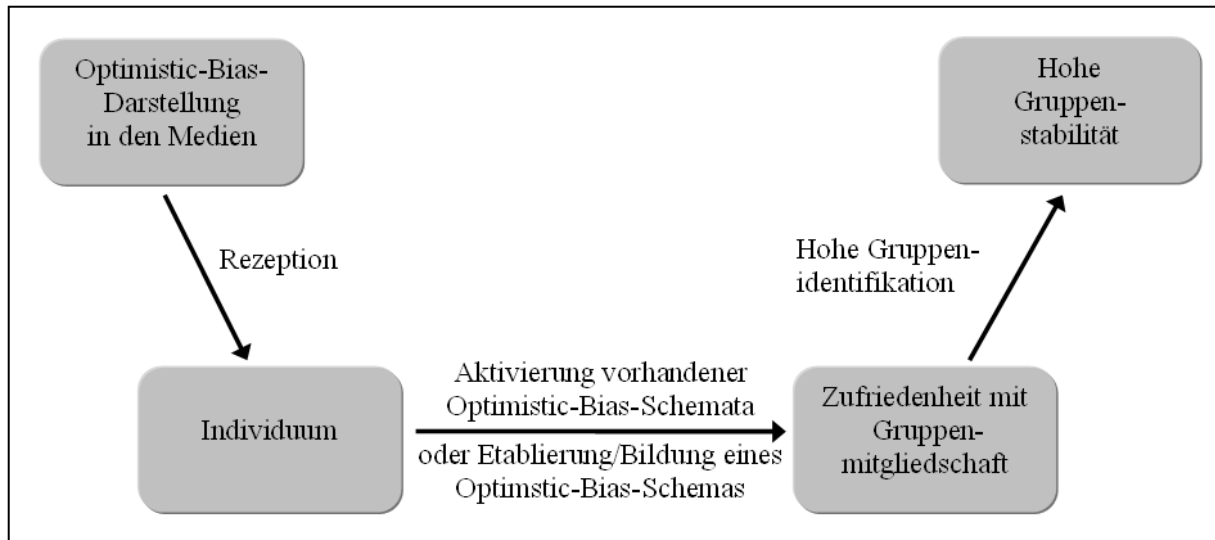 Optimistic-Bias-
Darstellung
in den Medien
Rezeption
Individuum
Aktivierung vorhandener
Optimistic-Bias-Schemata
oder Etablierung/Bildung eines
Optimstic-Bias-Schemas
Zufriedenheit mit
Gruppen-
mitgliedschaft
Hohe Gruppen-
identifikation
Hohe
Gruppen-
stabilität